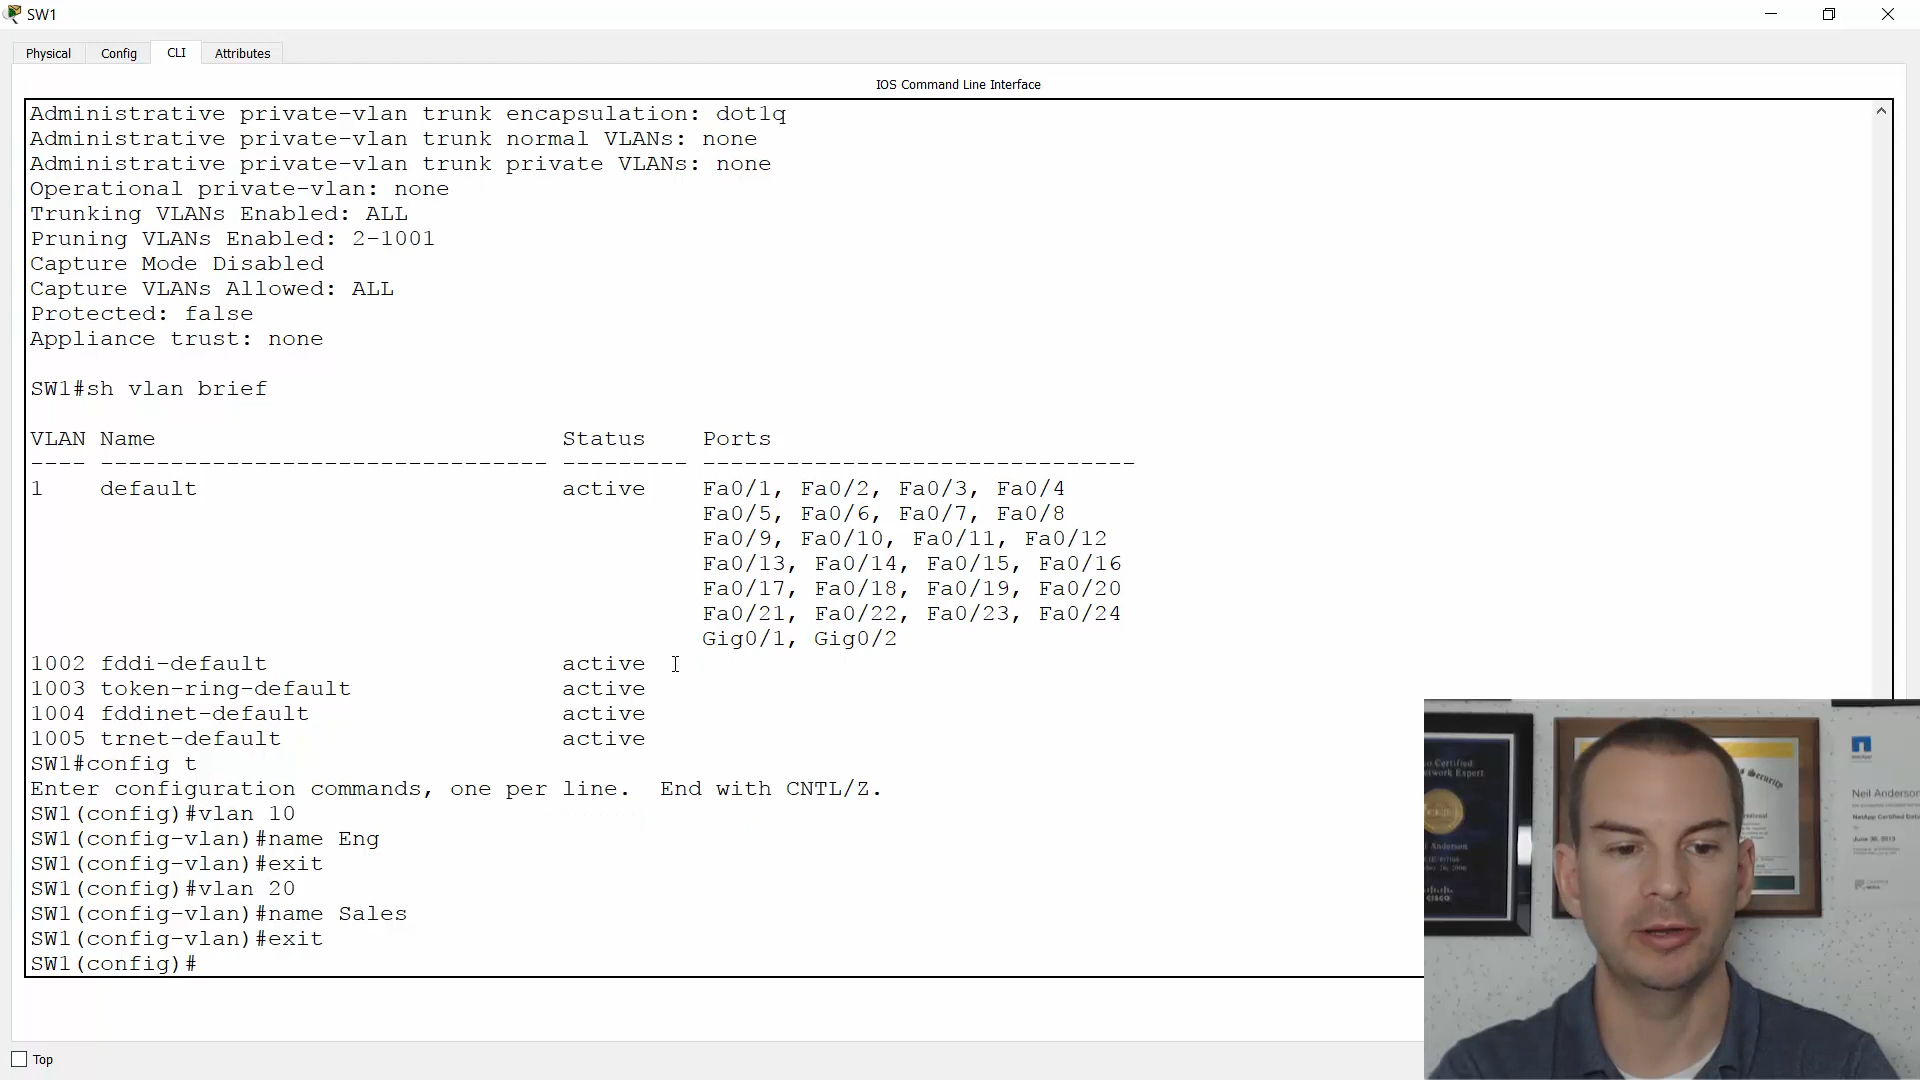 SW1
Physical Config CLI Attributes
IOS Command Line Interface
Administrative private-vlan trunk encapsulation: dot1q
Administrative private-vlan trunk normal VLANs: none
Administrative private-vlan trunk private VLANs: none
Operational private-vlan: none
Trunking VLANs Enabled: ALL
Pruning VLANs Enabled: 2-1001
Capture Mode Disabled
Capture VLANs Allowed: ALL
Protected: false
Appliance trust: none
SW1#sh vlan brief
VLAN Name Status Ports
---- -------------------------------- --------- -------------------------------
1 default active Fa0/1, Fa0/2, Fa0/3, Fa0/4
Fa0/5, Fa0/6, Fa0/7, Fa0/8
Fa0/9, Fa0/10, Fa0/11, Fa0/12
Fa0/13, Fa0/14, Fa0/15, Fa0/16
Fa0/17, Fa0/18, Fa0/19, Fa0/20
Fa0/21, Fa0/22, Fa0/23, Fa0/24
Gig0/1, Gig0/2
1002 fddi-default active
1003 token-ring-default active
1004 fddinet-default active
1005 trnet-default active
SW1#config t
Enter configuration commands, one per line. End with CNTL/Z.
SW1(config)#vlan 10
SW1(config-vlan)#name Eng
SW1(config-vlan)#exit
SW1(config)#vlan 20
SW1(config-vlan)#name Sales
SW1(config-vlan)#exit
SW1(config)#
Top
Certified
Security
Neil Anderson
NetApp Certified
cisco